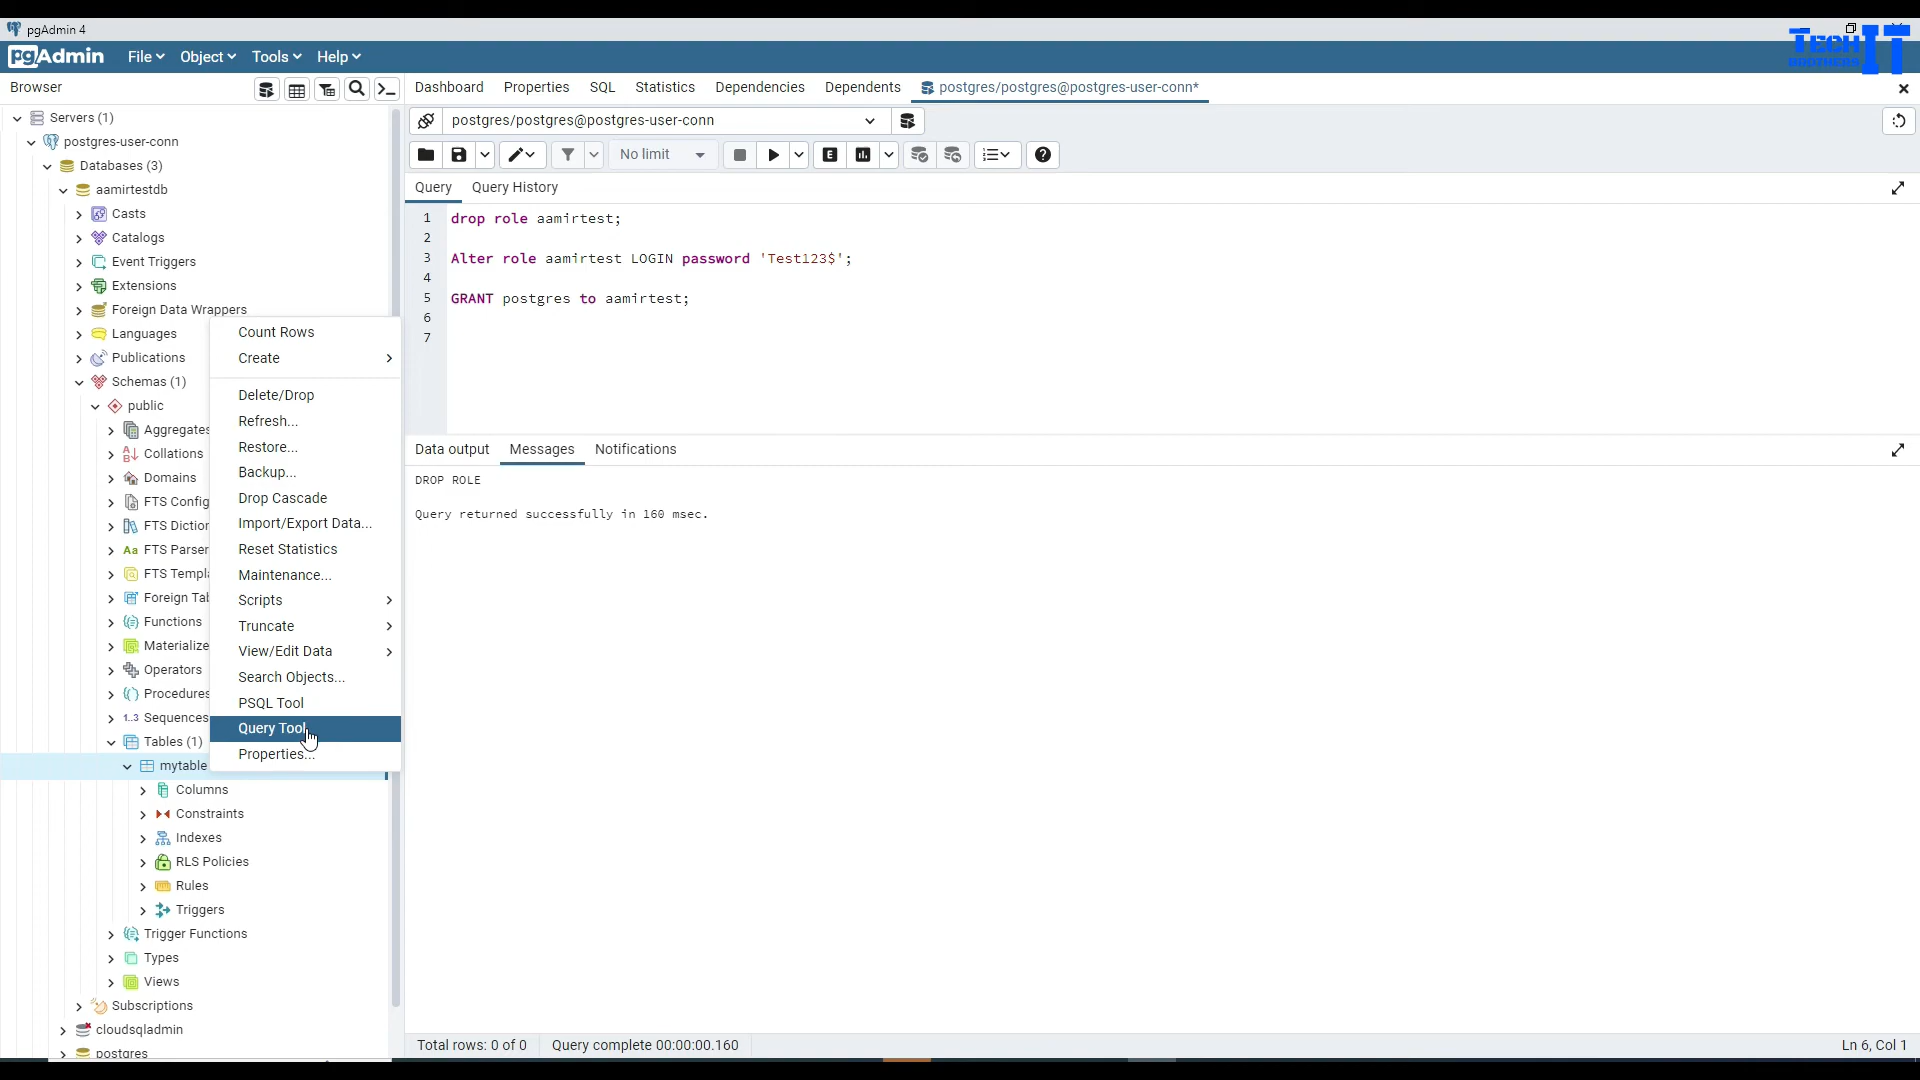 pgAdmin 4
TECH BROTHERS IT
pgAdmin
File
Object
Tools
Help
Browser
Dashboard
Properties
SQL
Statistics
Dependencies
Dependents
postgres/postgres@postgres-user-conn*
Servers (1)
postgres-user-conn
Databases (3)
aamirtestdb
Casts
Catalogs
Event Triggers
Extensions
Foreign Data Wrappers
Languages
Publications
Schemas (1)
public
Aggregates
Collations
Domains
FTS Config
FTS Diction
Aa FTS Parser
FTS Templa
Foreign Tab
Functions
Materialize
Operators
Procedures
1..3 Sequences
Tables (1)
mytable
Columns
Constraints
Indexes
RLS Policies
Rules
Triggers
Trigger Functions
Types
Views
Subscriptions
cloudsqladmin
postgres
Count Rows
Create
Delete/Drop
Refresh...
Restore...
Backup...
Drop Cascade
Import/Export Data...
Reset Statistics
Maintenance...
Scripts
Truncate
View/Edit Data
Search Objects...
PSQL Tool
Query Tool
Properties...
postgres/postgres@postgres-user-conn
No limit
E
Query
Query History
1 drop role aamirtest;
2
3 Alter role aamirtest LOGIN password 'Test123$';
4
5 GRANT postgres to aamirtest;
6
7
Data output
Messages
Notifications
DROP ROLE
Query returned successfully in 160 msec.
Total rows: 0 of 0
Query complete 00:00:00.160
Ln 6, Col 1